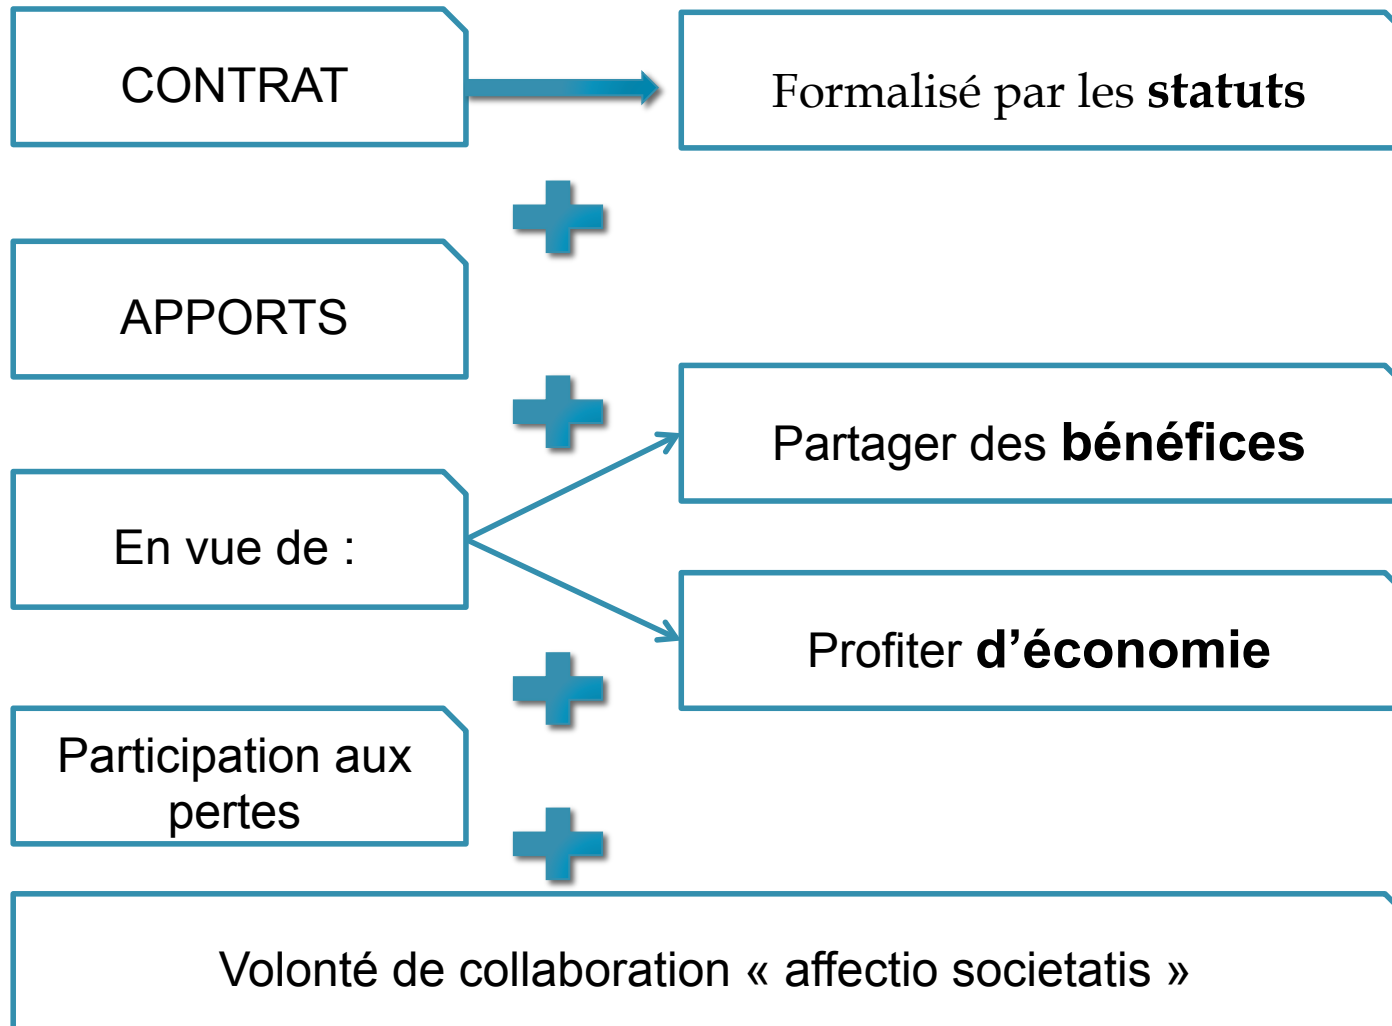 CONTRAT
Formalisé par les statuts
APPORTS
Partager des bénéfices
En vue de :
Profiter d’économie
Participation aux
pertes
Volonté de collaboration « affectio societatis »